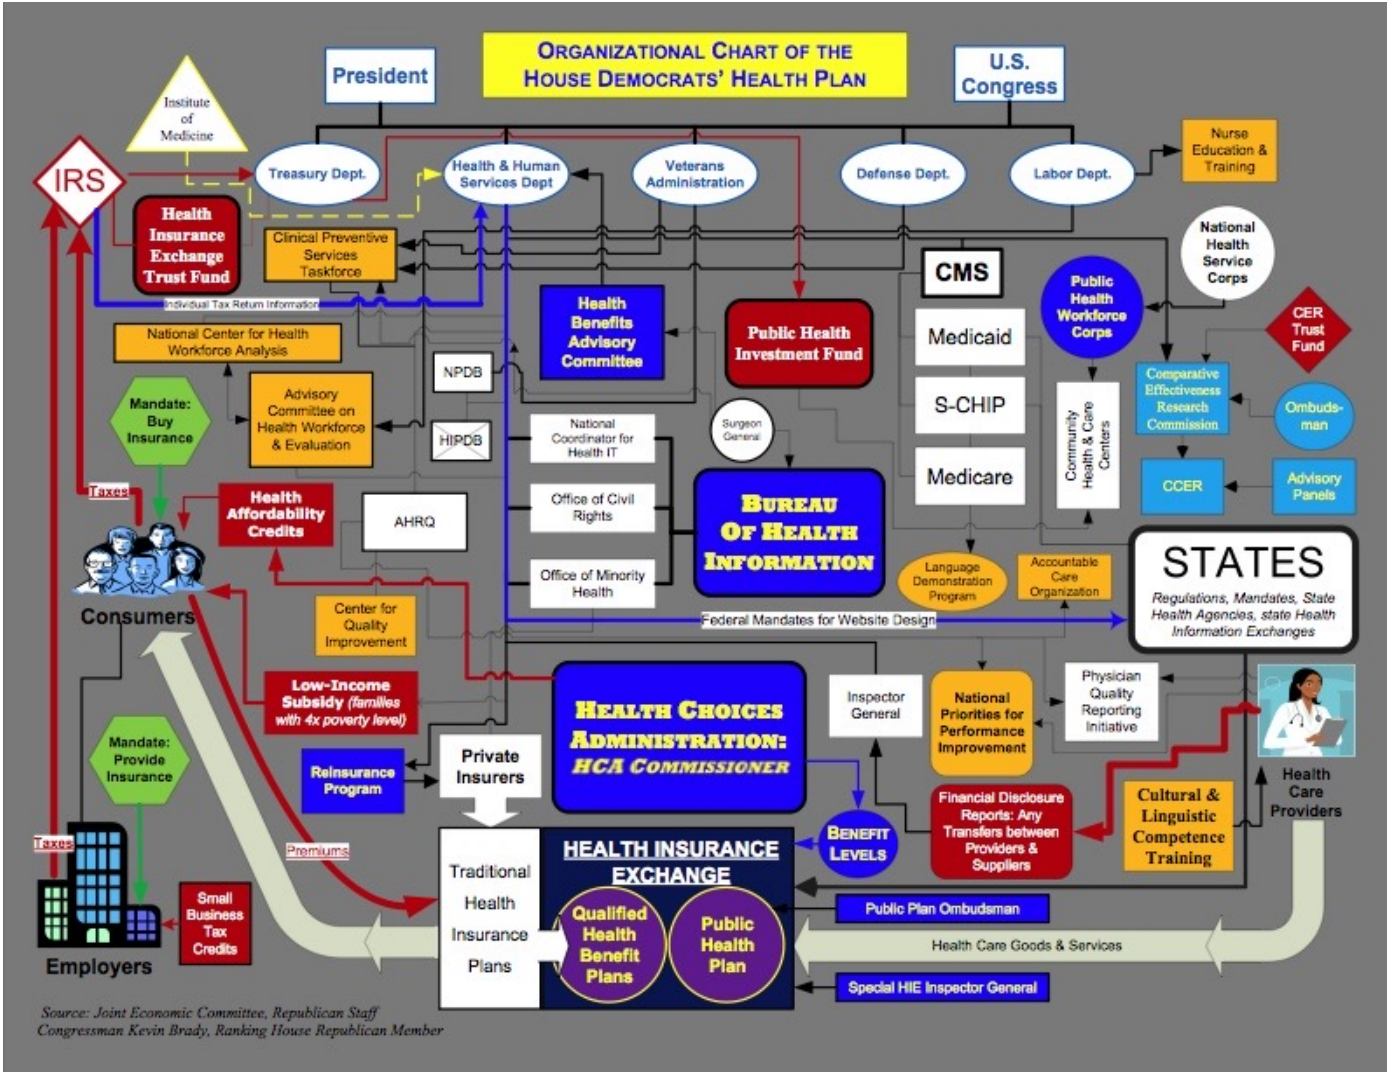 ORGANIZATIONAL CHART OF THE
HOUSE DEMOCRATS' HEALTH PLAN
President
U.S.
Congress
Institute
of
Medicine
IRS
Treasury Dept.
Health & Human
Services Dept
Veterans
Administration
Defense Dept.
Labor Dept.
Nurse
Education &
Training
Health
Insurance
Exchange
Trust Fund
Clinical Preventive
Services
Taskforce
National
Health
Service
Corps
CMS
Public
Health
Workforce
Corps
Individual Tax Return Information
Health
Benefits
Advisory
Committee
Public Health
Investment Fund
CER
Trust
Fund
National Center for Health
Workforce Analysis
Medicaid
NPDB
Comparative
Effectiveness
Research
Commission
Mandate:
Buy
Insurance
Advisory
Committee on
Health Workforce
& Evaluation
S-CHIP
Ombuds-
man
HIPDB
National
Coordinator for
Health IT
Surgeon
General
Community
Health & Care
Centers
Medicare
CCER
Advisory
Panels
Taxes
Health
Affordability
Credits
AHRQ
Office of Civil
Rights
BUREAU
OF HEALTH
INFORMATION
STATES
Regulations, Mandates, State
Health Agencies, state Health
Information Exchanges
Office of Minority
Health
Language
Demonstration
Program
Accountable
Care
Organization
Consumers
Center for
Quality
Improvement
Federal Mandates for Website Design
Low-Income
Subsidy (families
with 4x poverty level)
HEALTH CHOICES
ADMINISTRATION:
HCA COMMISSIONER
Inspector
General
National
Priorities for
Performance
Improvement
Physician
Quality
Reporting
Initiative
Mandate:
Provide
Insurance
Reinsurance
Program
Private
Insurers
Health
Care
Providers
Financial Disclosure
Reports: Any
Transfers between
Providers &
Suppliers
Cultural &
Linguistic
Competence
Training
BENEFIT
LEVELS
Taxes
Premiums
Traditional
Health
Insurance
Plans
HEALTH INSURANCE
EXCHANGE
Qualified
Health
Benefit
Plans
Public
Health
Plan
Public Plan Ombudsman
Small
Business
Tax
Credits
Health Care Goods & Services
Employers
Special HIE Inspector General
Source: Joint Economic Committee, Republican Staff
Congressman Kevin Brady, Ranking House Republican Member